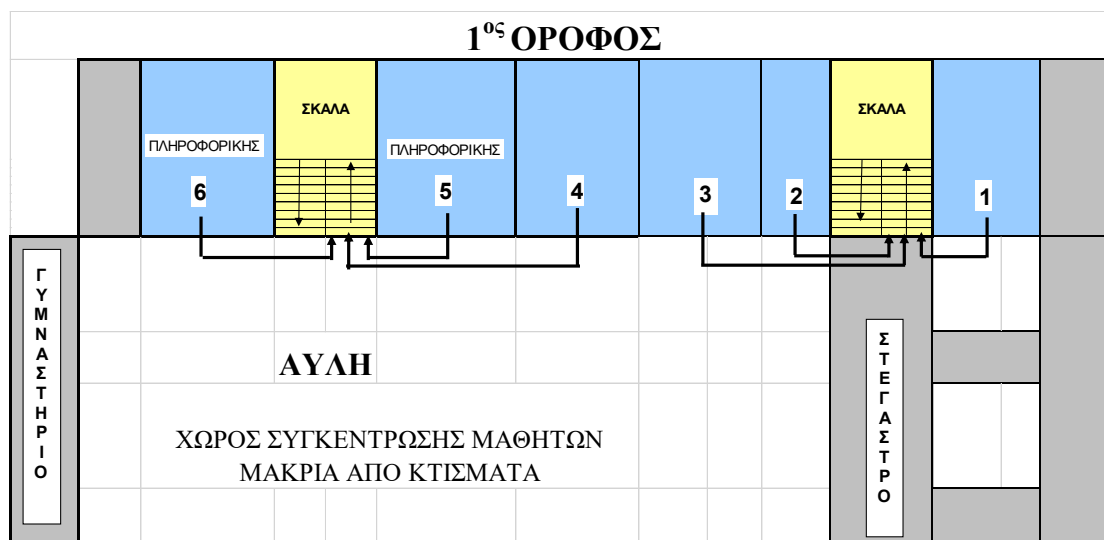 1ος ΟΡΟΦΟΣ
ΣΚΑΛΑ
ΣΚΑΛΑ
ΠΛΗΡΟΦΟΡΙΚΗΣ
ΠΛΗΡΟΦΟΡΙΚΗΣ
6
5
4
3
2
1
ΓΥΜΝΑΣΤΗΡΙΟ
ΣΤΕΓΑΣΤΡΟ
ΑΥΛΗ
ΧΩΡΟΣ ΣΥΓΚΕΝΤΡΩΣΗΣ ΜΑΘΗΤΩΝ
ΜΑΚΡΙΑ ΑΠΟ ΚΤΙΣΜΑΤΑ